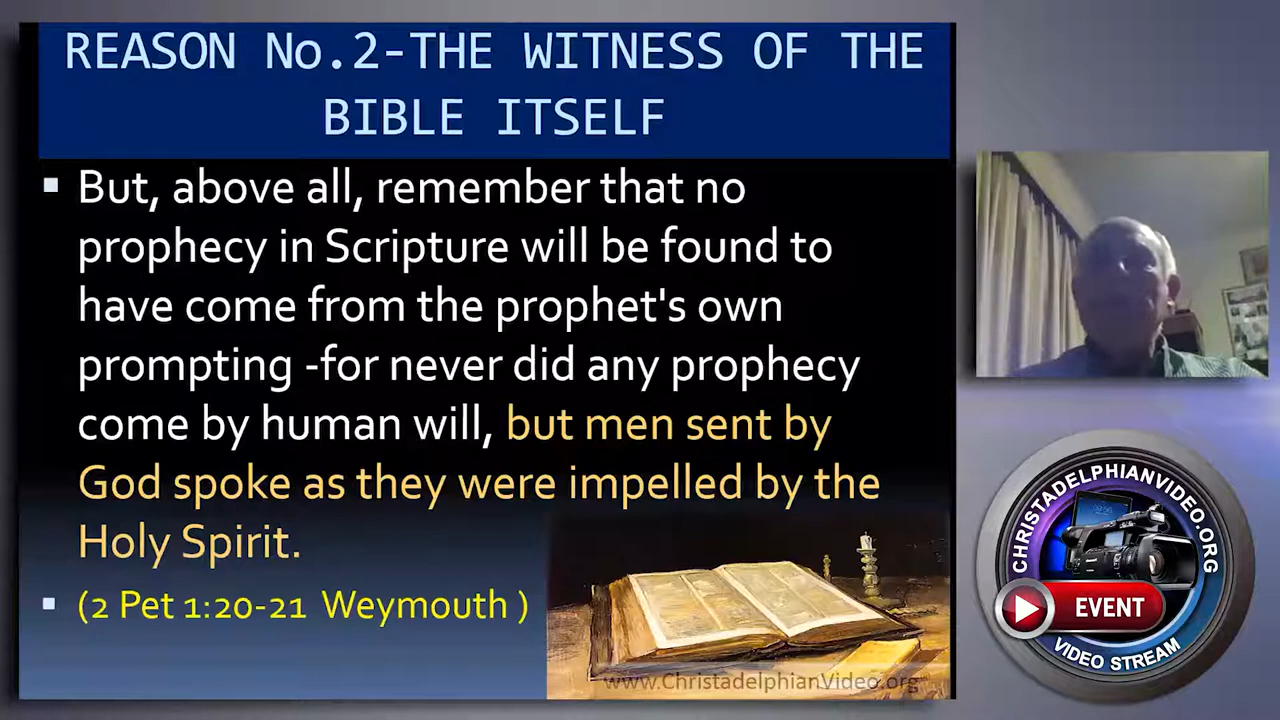 REASON No.2-THE WITNESS OF THE
BIBLE ITSELF
But, above all, remember that no
prophecy in Scripture will be found to
have come from the prophet's own
prompting -for never did any prophecy
come by human will, but men sent by
God spoke as they were impelled by the
Holy Spirit.
(2 Pet 1:20-21 Weymouth )
www.ChristadelphianVideo.org
CHRISTADELPHIANVIDEO.ORG
EVENT
VIDEO STREAM